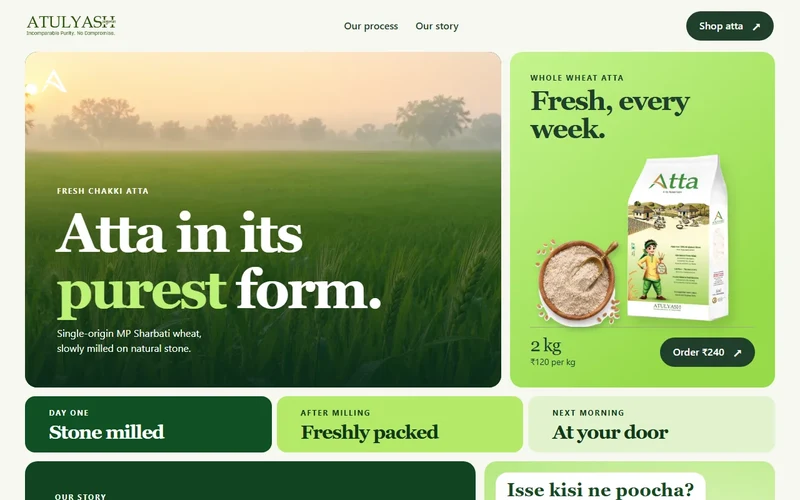 ATULYASH
Incomparable Purity. No Compromise.
Our process
Our story
Shop atta
FRESH CHAKKI ATTA
Atta in its
purest form.
Single-origin MP Sharbati wheat,
slowly milled on natural stone.
WHOLE WHEAT ATTA
Fresh, every
week.
Atta
ATULYASH
2 kg
₹120 per kg
Order ₹240
DAY ONE
Stone milled
AFTER MILLING
Freshly packed
NEXT MORNING
At your door
OUR STORY
Isse kisi ne poocha?